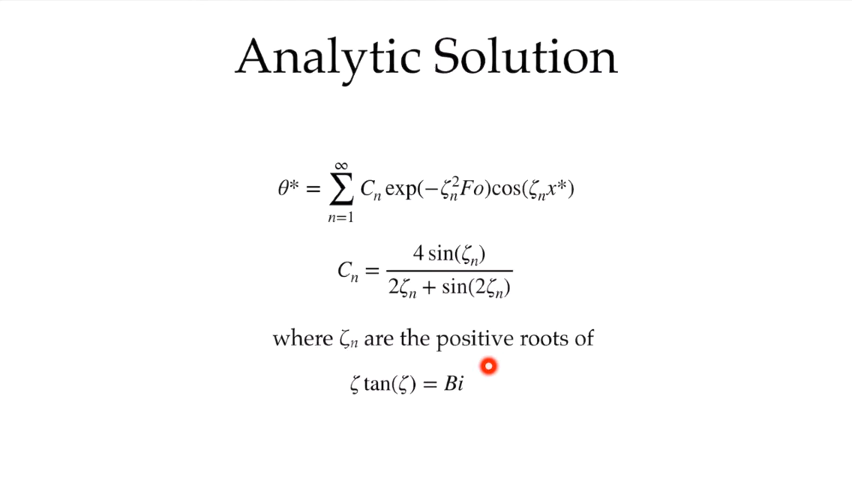 Analytic Solution
θ* = ∑_{n=1}^{∞} C_n exp(−ζ_n^2 Fo)cos(ζ_n x*)
C_n = \frac{4 sin(ζ_n)}{2ζ_n + sin(2ζ_n)}
where ζ_n are the positive roots of
ζ tan(ζ) = Bi